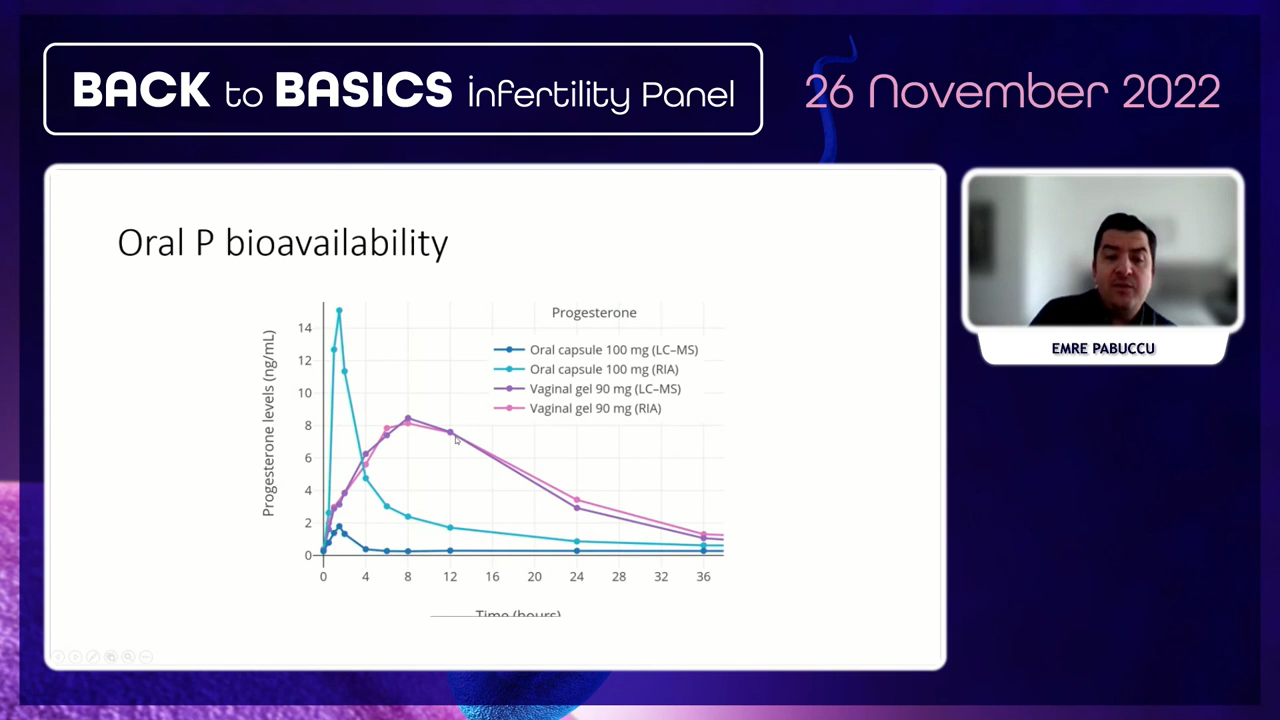 BACK to BASICS infertility Panel
26 November 2022
Oral P bioavailability
Progesterone
Oral capsule 100 mg (LC–MS)
Oral capsule 100 mg (RIA)
Vaginal gel 90 mg (LC–MS)
Vaginal gel 90 mg (RIA)
Progesterone levels (ng/mL)
14
12
10
8
6
4
2
0
0 4 8 12 16 20 24 28 32 36
Time (hours)
EMRE PABUCCU